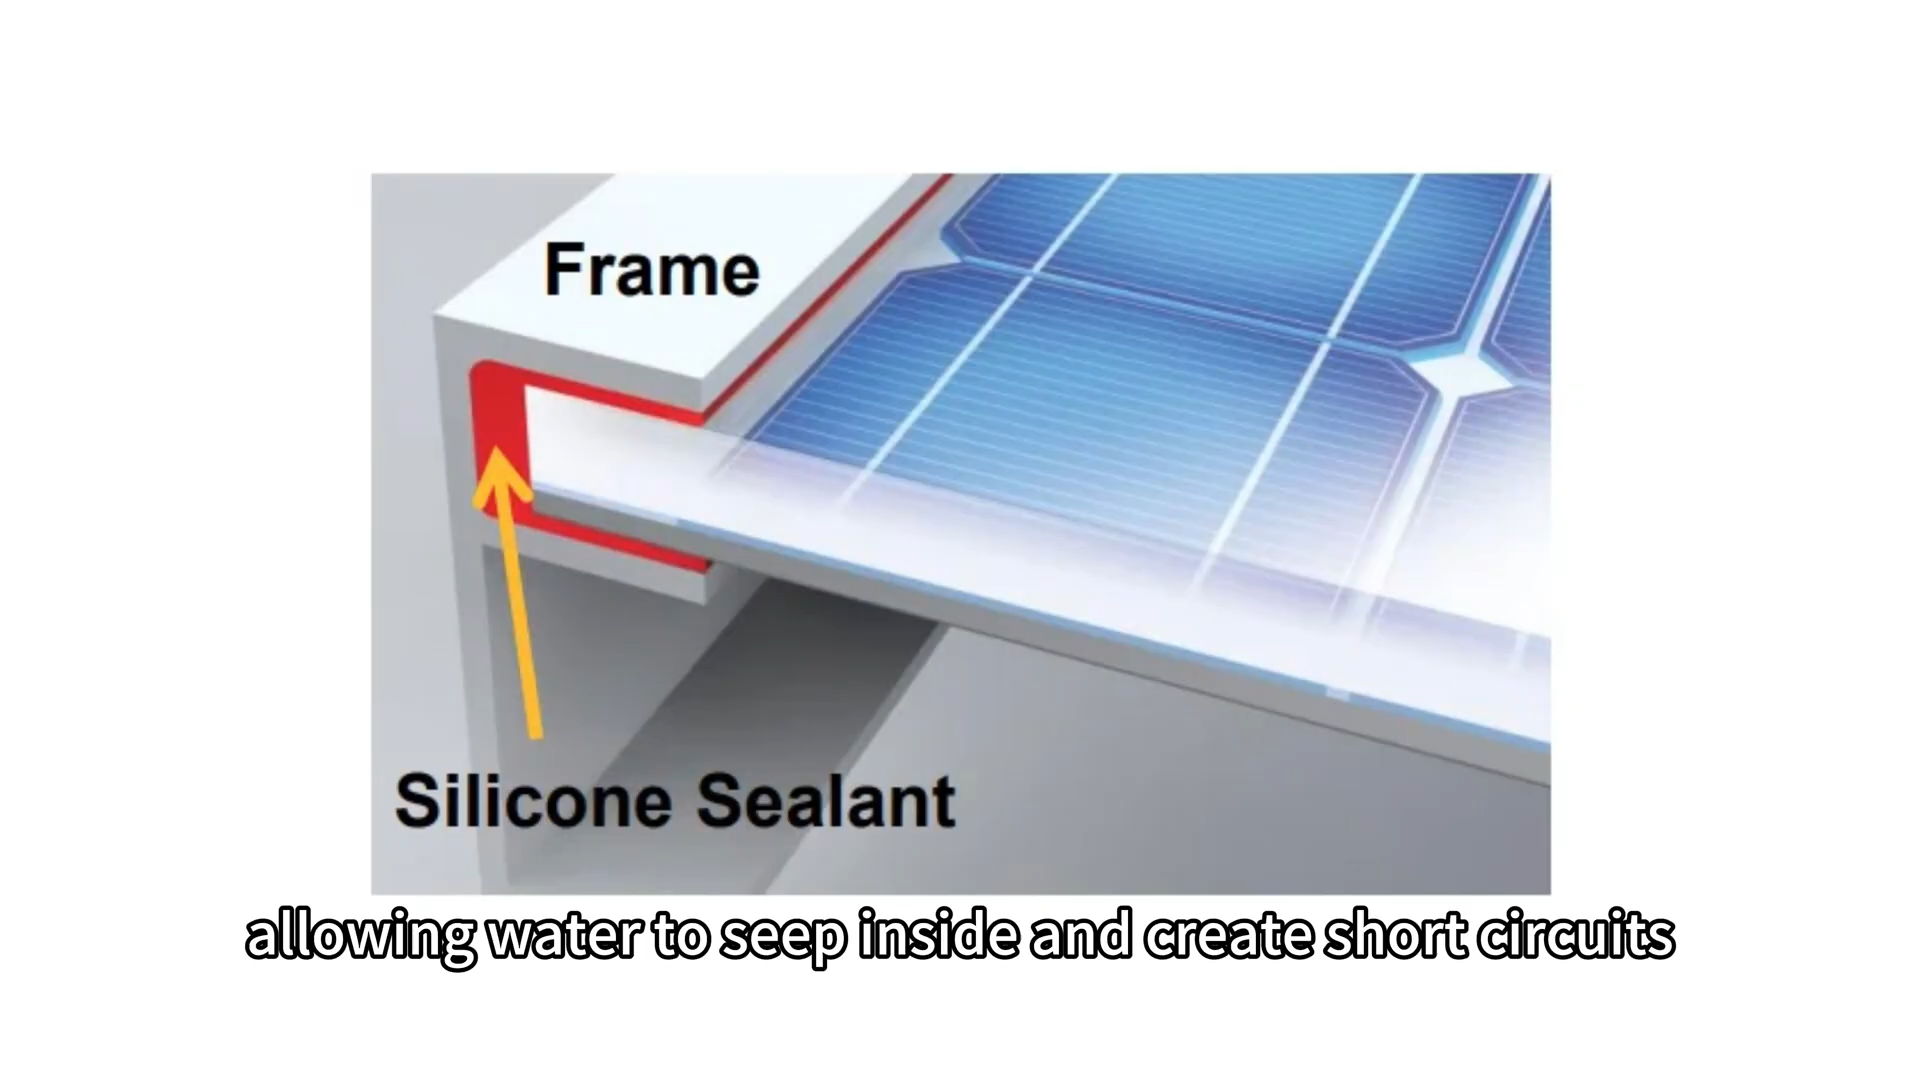 Frame
Silicone Sealant
allowing water to seep inside and create short circuits